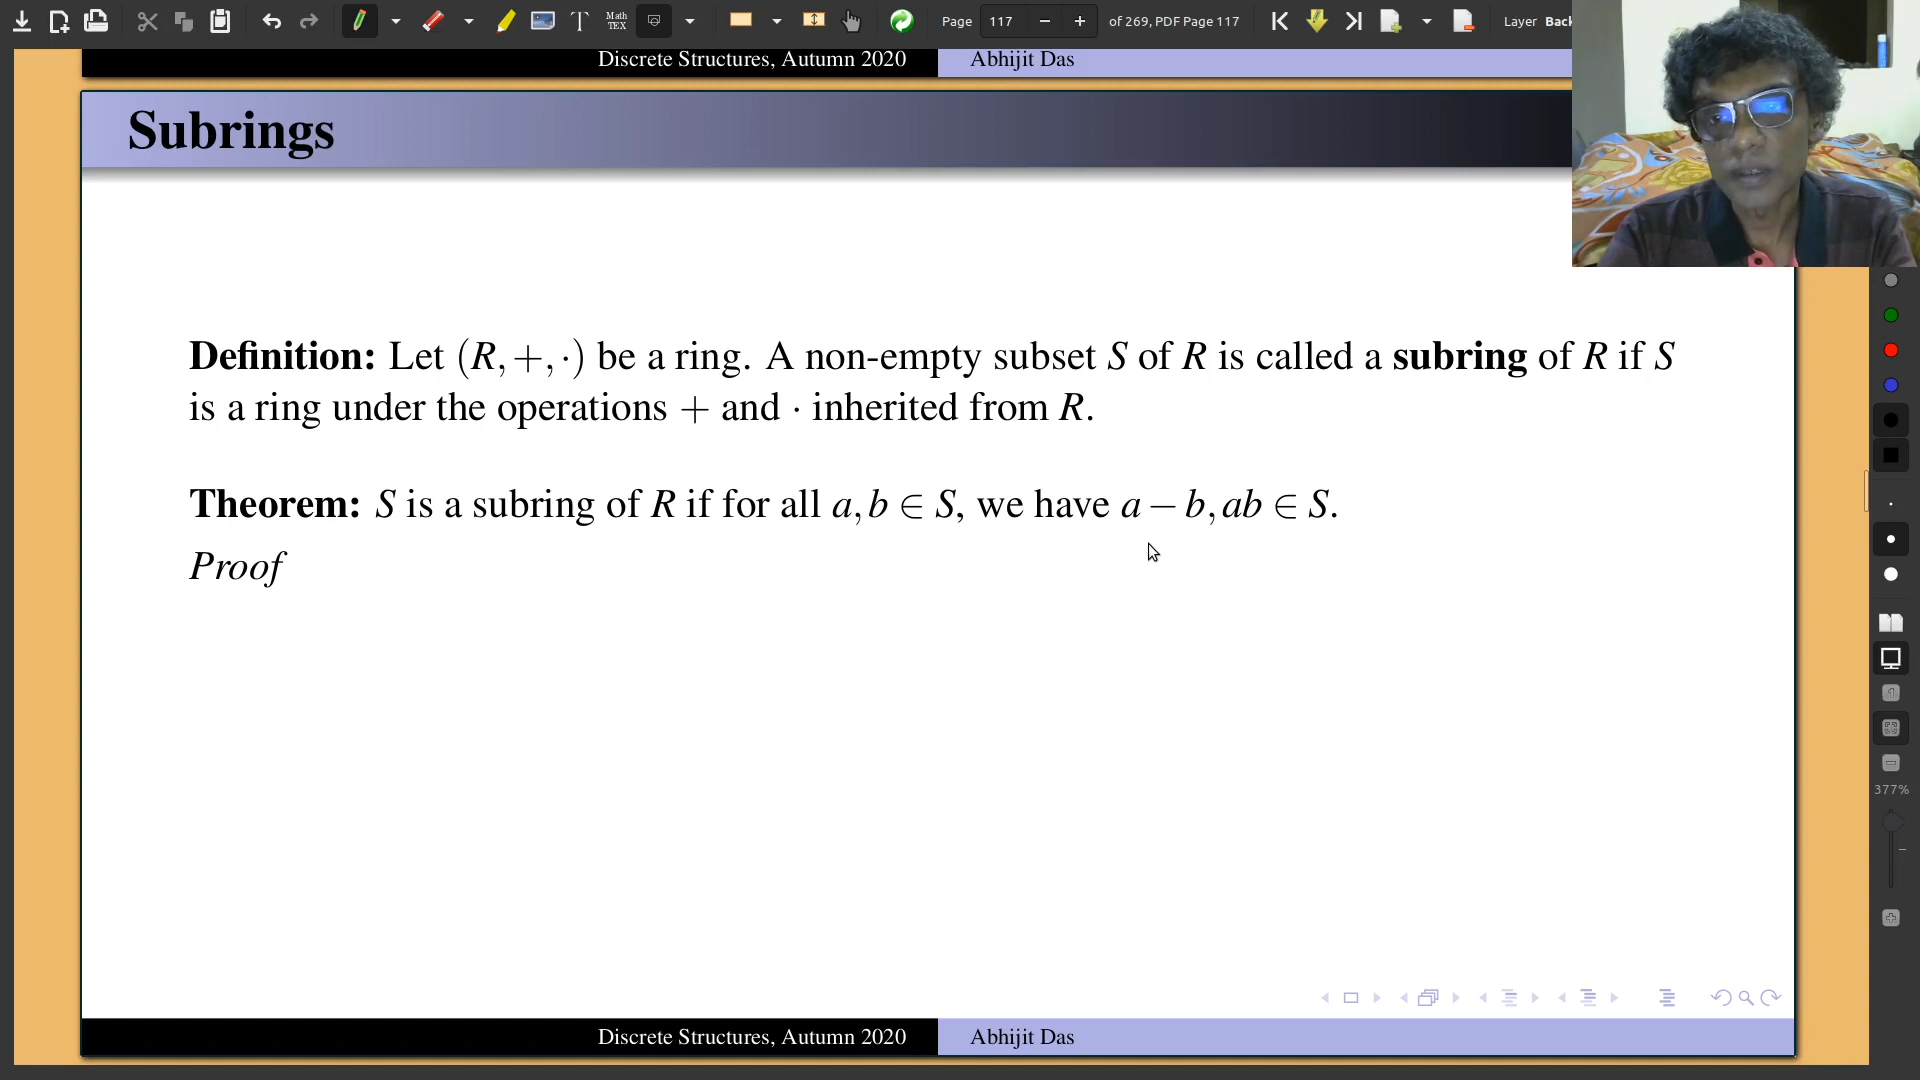 Page 117 of 269, PDF Page 117 Layer Back
Math
TEX
Discrete Structures, Autumn 2020 Abhijit Das
Subrings
Definition: Let (R, +, ·) be a ring. A non-empty subset S of R is called a subring of R if S
is a ring under the operations + and · inherited from R.
Theorem: S is a subring of R if for all a, b ∈ S, we have a − b, ab ∈ S.
Proof
377%
Discrete Structures, Autumn 2020 Abhijit Das